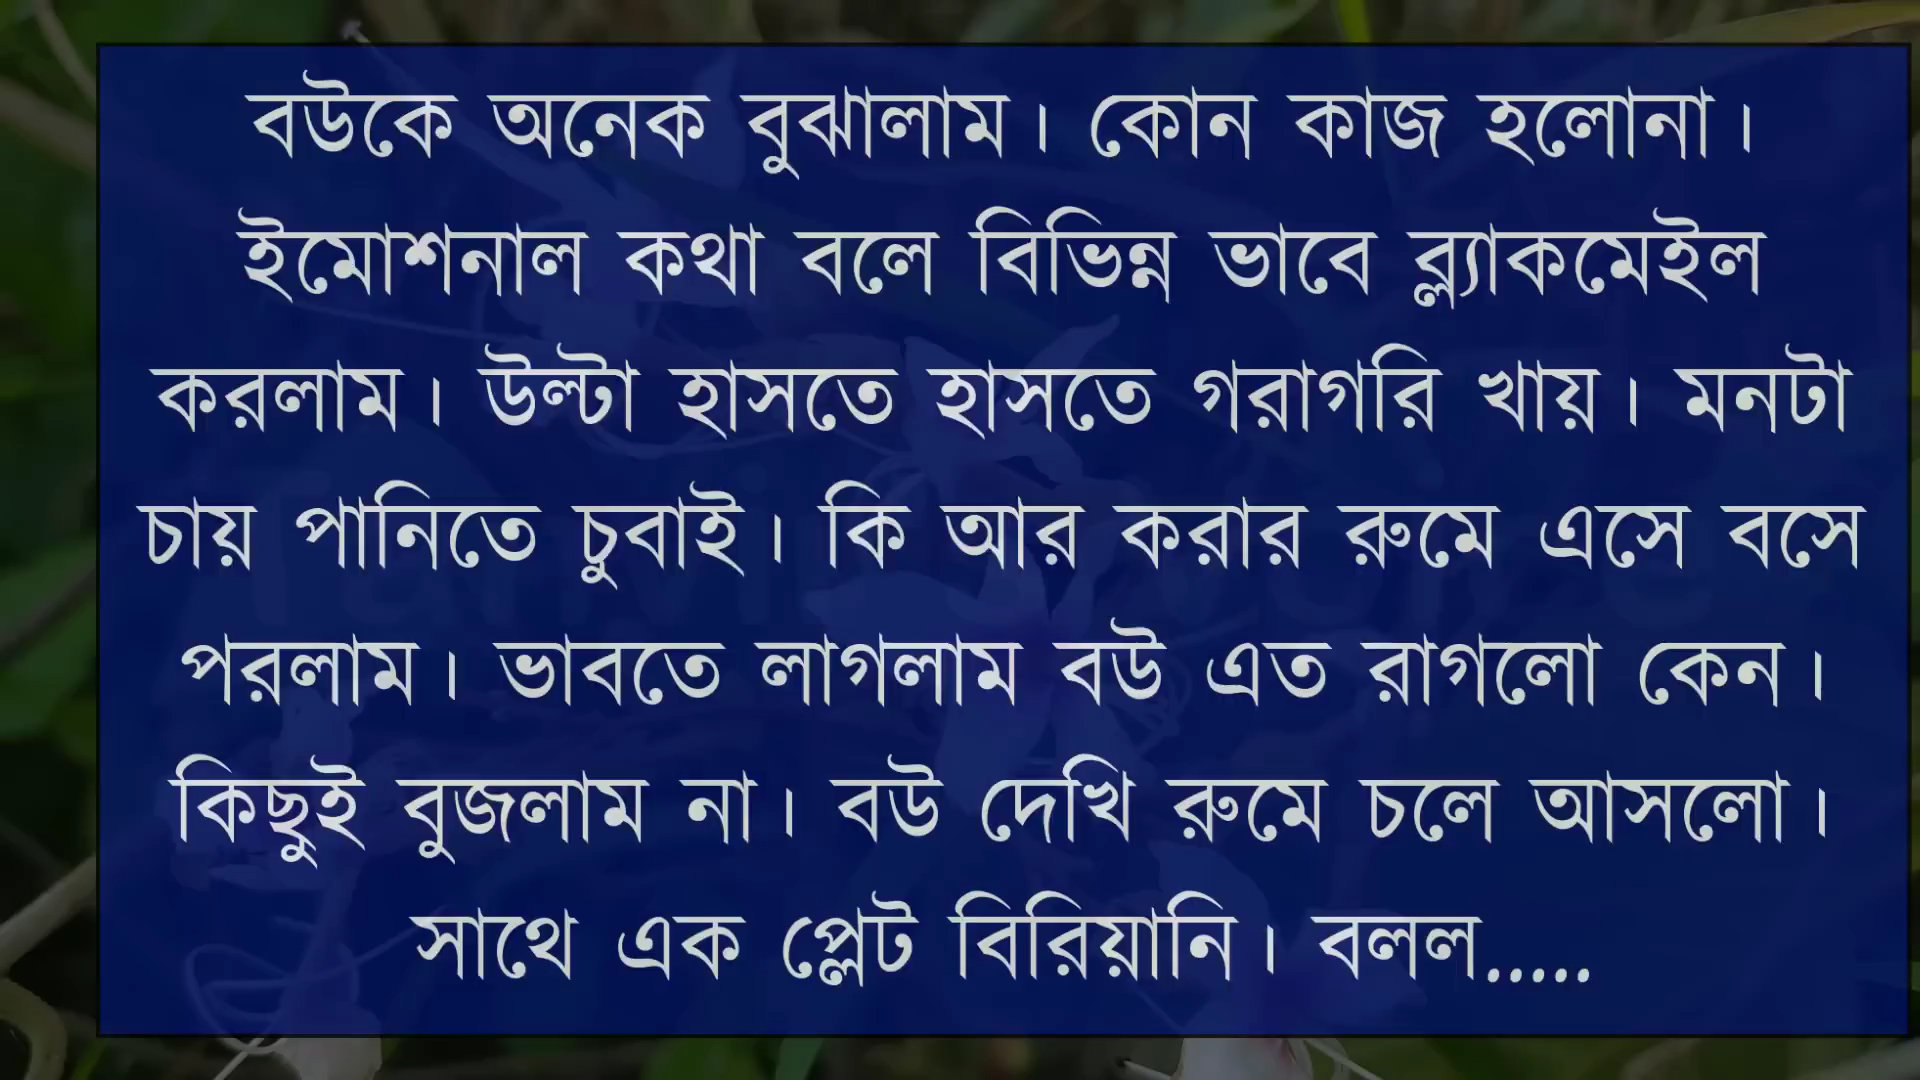 বউকে অনেক বুঝালাম। কোন কাজ হলোনা।
ইমোশনাল কথা বলে বিভিন্ন ভাবে ব্ল্যাকমেইল
করলাম। উল্টা হাসতে হাসতে গরাগরি খায়। মনটা
চায় পানিতে চুবাই। কি আর করার রুমে এসে বসে
পরলাম। ভাবতে লাগলাম বউ এত রাগলো কেন।
কিছুই বুজলাম না। বউ দেখি রুমে চলে আসলো।
সাথে এক প্লেট বিরিয়ানি। বলল.....